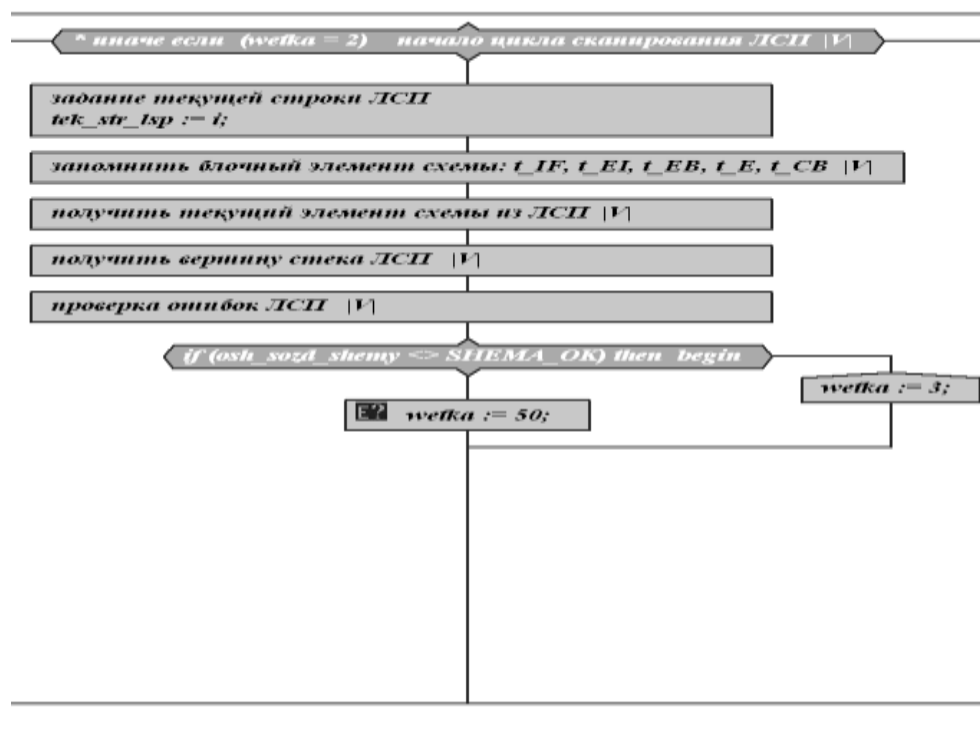 * иначе если (wetka = 2) начало цикла сканирования ЛСП |V|
задание текущей строки ЛСП
tek_str_lsp := i;
запомнить блочный элемент схемы: t_IF, t_EI, t_EB, t_E, t_CB |V|
получить текущий элемент схемы из ЛСП |V|
получить вершину стека ЛСП |V|
проверка ошибок ЛСП |V|
if (osh_sozd_shemy <> SHEMA_OK) then begin
wetka := 3;
E? wetka := 50;